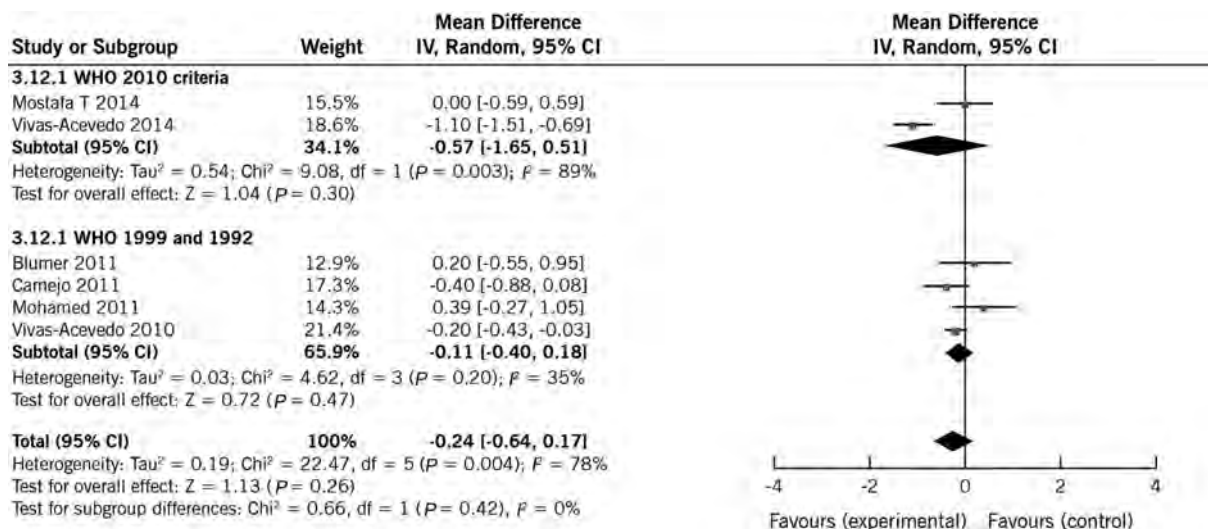 Mean Difference Mean Difference
Study or Subgroup Weight IV, Random, 95% CI IV, Random, 95% CI
3.12.1 WHO 2010 criteria
Mostafa T 2014 15.5% 0.00 [-0.59, 0.59]
Vivas-Acevedo 2014 18.6% -1.10 [-1.51, -0.69]
Subtotal (95% CI) 34.1% -0.57 [-1.65, 0.51]
Heterogeneity: Tau² = 0.54; Chi² = 9.08, df = 1 (P = 0.003); I² = 89%
Test for overall effect: Z = 1.04 (P = 0.30)
3.12.1 WHO 1999 and 1992
Blumer 2011 12.9% 0.20 [-0.55, 0.95]
Camejo 2011 17.3% -0.40 [-0.88, 0.08]
Mohamed 2011 14.3% 0.39 [-0.27, 1.05]
Vivas-Acevedo 2010 21.4% -0.20 [-0.43, -0.03]
Subtotal (95% CI) 65.9% -0.11 [-0.40, 0.18]
Heterogeneity: Tau² = 0.03; Chi² = 4.62, df = 3 (P = 0.20); I² = 35%
Test for overall effect: Z = 0.72 (P = 0.47)
Total (95% CI) 100% -0.24 [-0.64, 0.17]
Heterogeneity: Tau² = 0.19; Chi² = 22.47, df = 5 (P = 0.004); I² = 78%
Test for overall effect: Z = 1.13 (P = 0.26)
Test for subgroup differences: Chi² = 0.66, df = 1 (P = 0.42), I² = 0%
-4 -2 0 2 4
Favours (experimental) Favours (control)